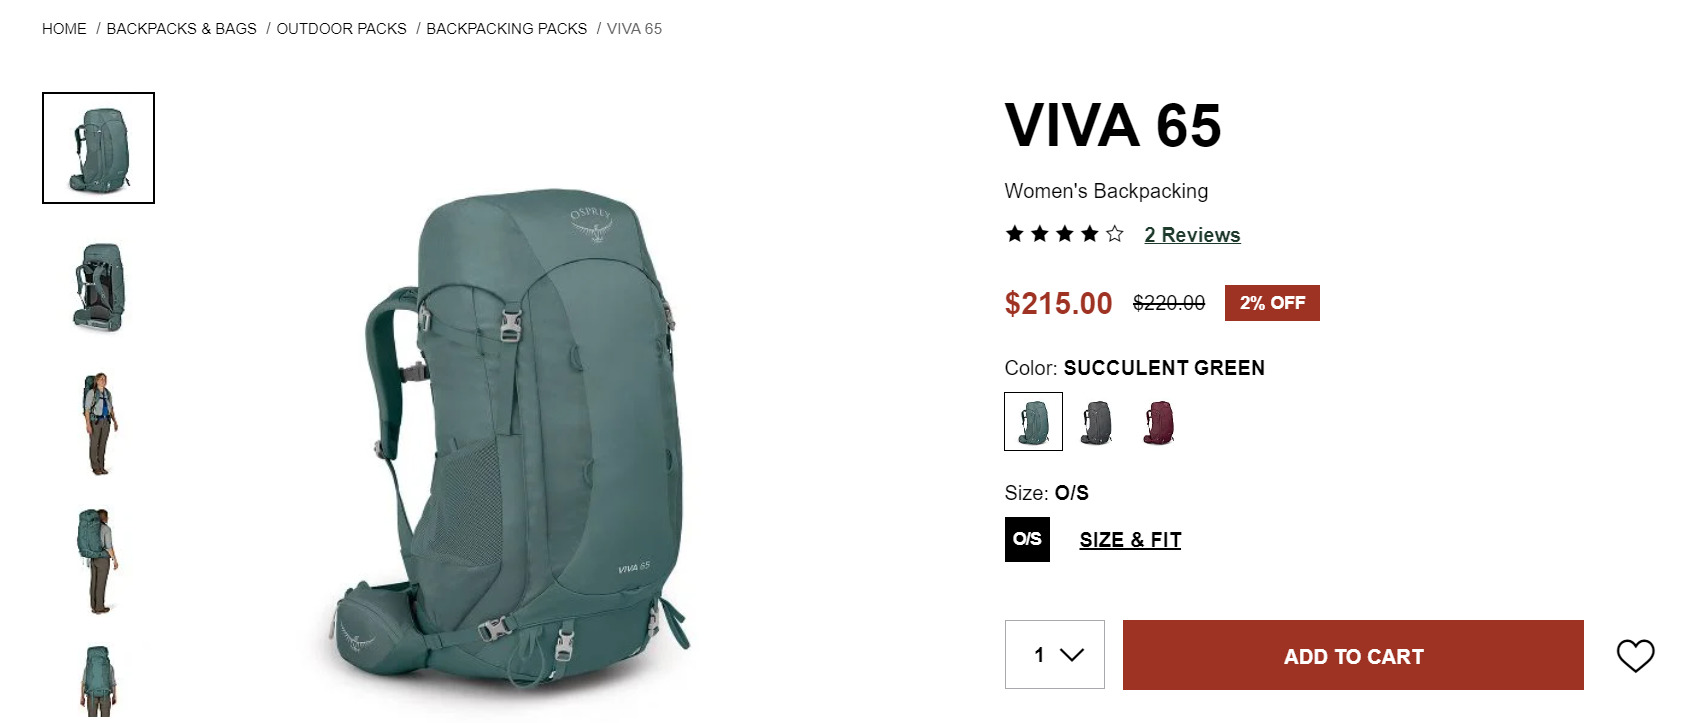 HOME / BACKPACKS & BAGS / OUTDOOR PACKS / BACKPACKING PACKS / VIVA 65
OSPREY
VIVA 65
VIVA 65
Women's Backpacking
2 Reviews
$215.00 $220.00 2% OFF
Color: SUCCULENT GREEN
Size: O/S
O/S SIZE & FIT
1 ADD TO CART